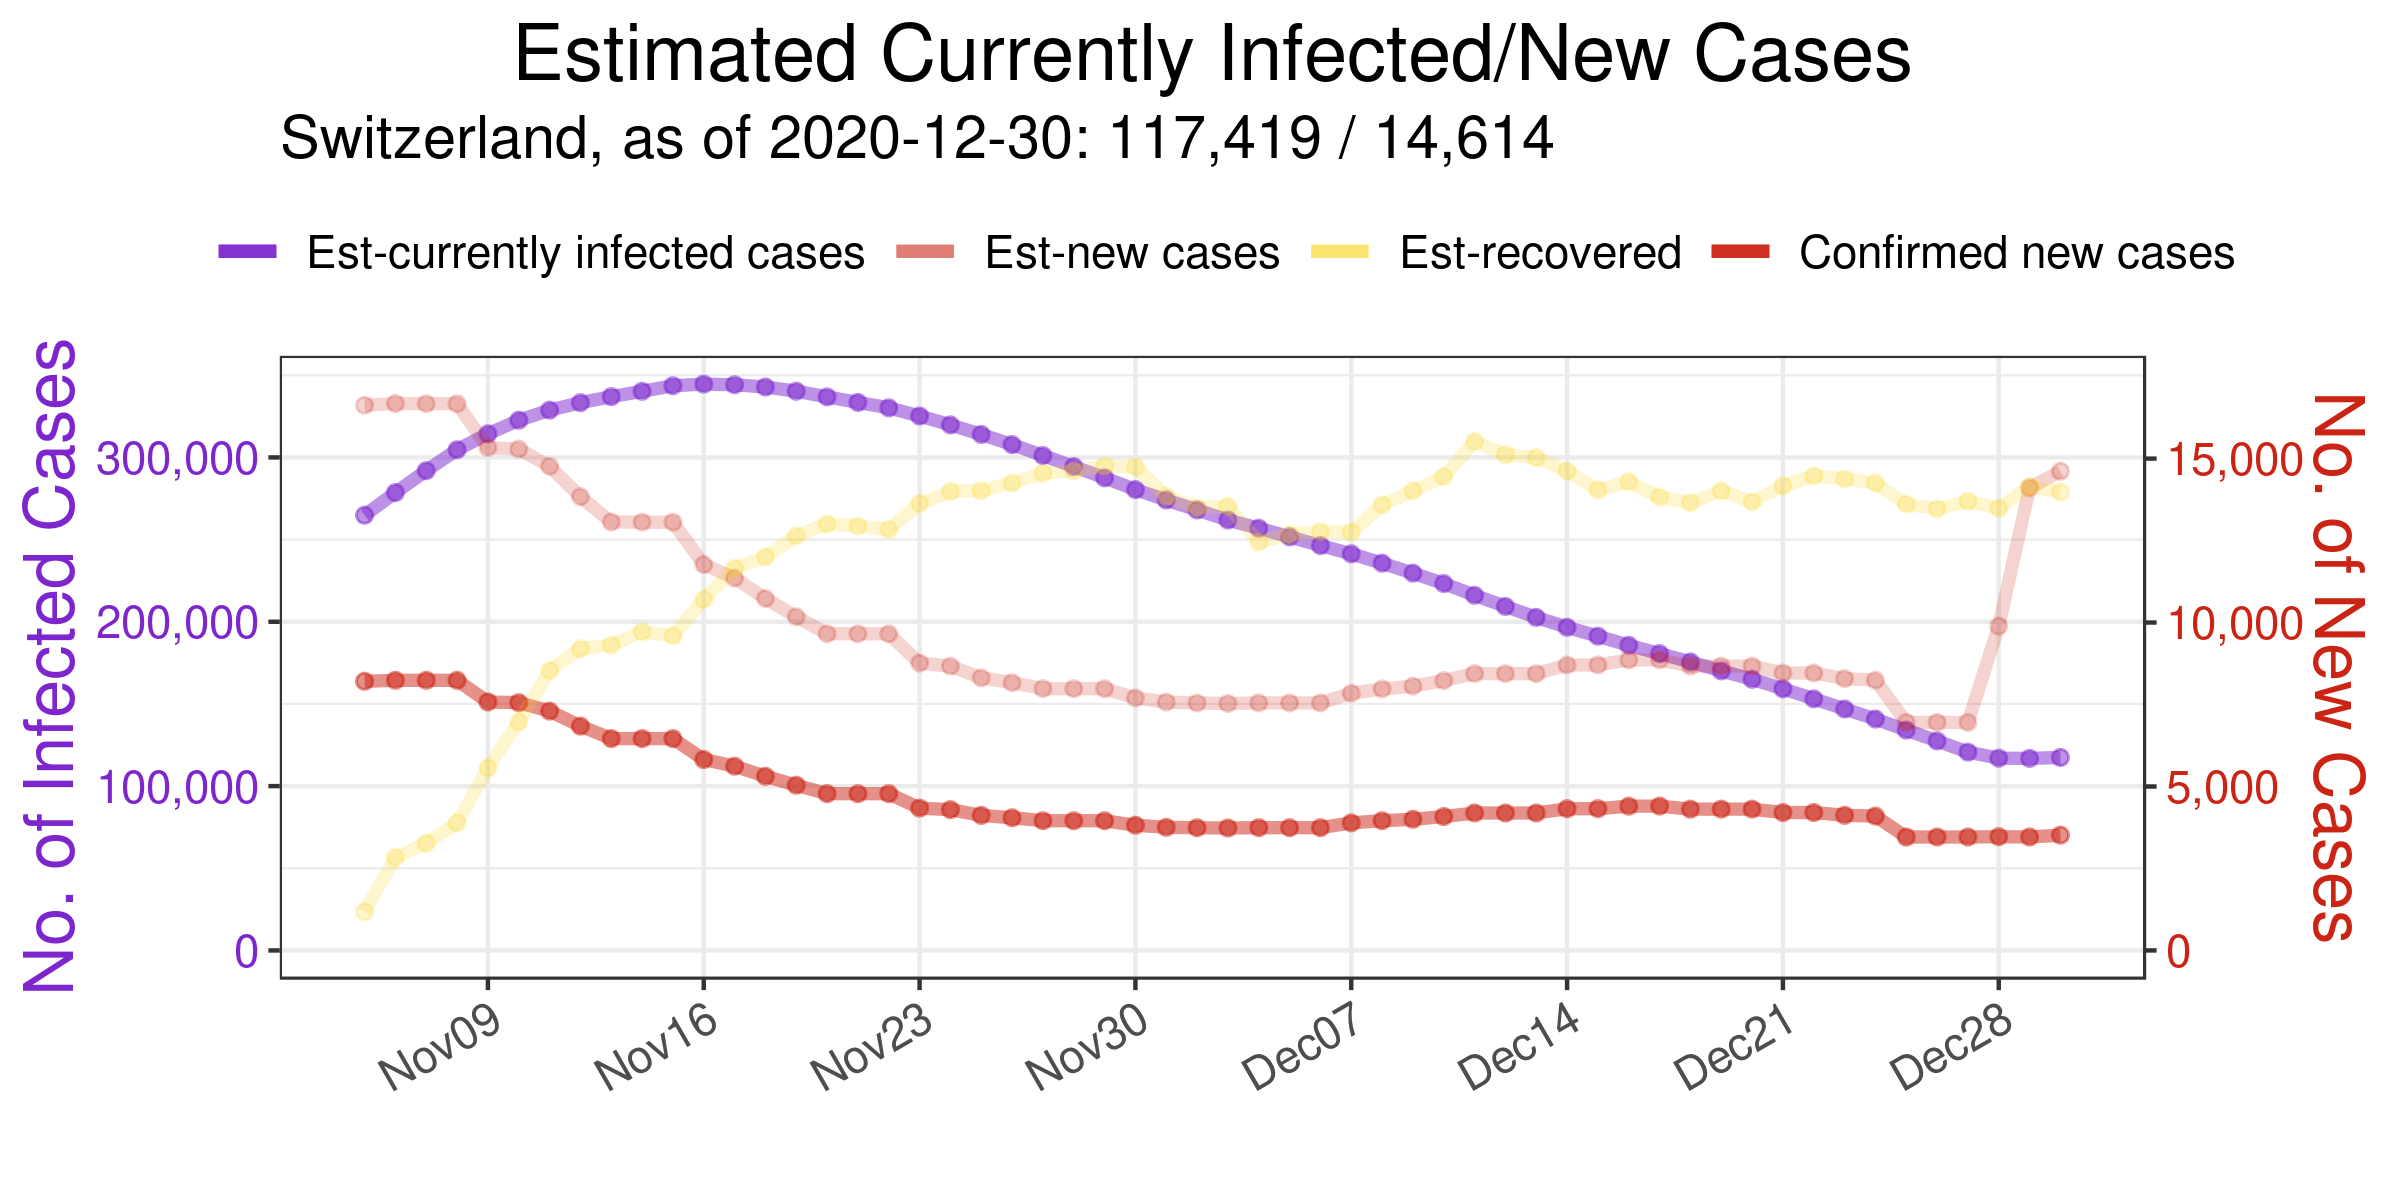 Estimated Currently Infected/New Cases
Switzerland, as of 2020-12-30: 117,419 / 14,614
Est-currently infected cases Est-new cases Est-recovered Confirmed new cases
No. of Infected Cases
300,000
200,000
100,000
0
15,000
10,000
5,000
0
No. of New Cases
Nov09 Nov16 Nov23 Nov30 Dec07 Dec14 Dec21 Dec28